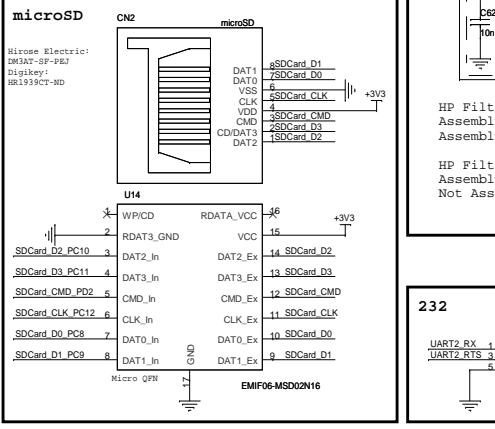 microSD
CN2
microSD
Hirose Electric:
DM3AT-SF-PEJ
Digikey:
HR1939CT-ND
DAT1 8 SDCard_D1
DAT0 7 SDCard_D0
VSS 6
CLK 5 SDCard_CLK
VDD 4
+3V3
CMD 3 SDCard_CMD
CD/DAT3 2 SDCard_D3
DAT2 1 SDCard_D2
U14
1 WP/CD RDATA_VCC 16
+3V3
2 RDAT3_GND VCC 15
SDCard_D2_PC10 3 DAT2_In DAT2_Ex 14 SDCard_D2
SDCard_D3_PC11 4 DAT3_In DAT3_Ex 13 SDCard_D3
SDCard_CMD_PD2 5 CMD_In CMD_Ex 12 SDCard_CMD
SDCard_CLK_PC12 6 CLK_In CLK_Ex 11 SDCard_CLK
SDCard_D0_PC8 7 DAT0_In DAT0_Ex 10 SDCard_D0
SDCard_D1_PC9 8 DAT1_In GND DAT1_Ex 9 SDCard_D1
Micro QFN
17
EMIF06-MSD02N16
C62
10n
HP Filt
Assembl
Assembl
HP Filt
Assembl
Not Ass
232
UART2_RX 1
UART2_RTS 3
5